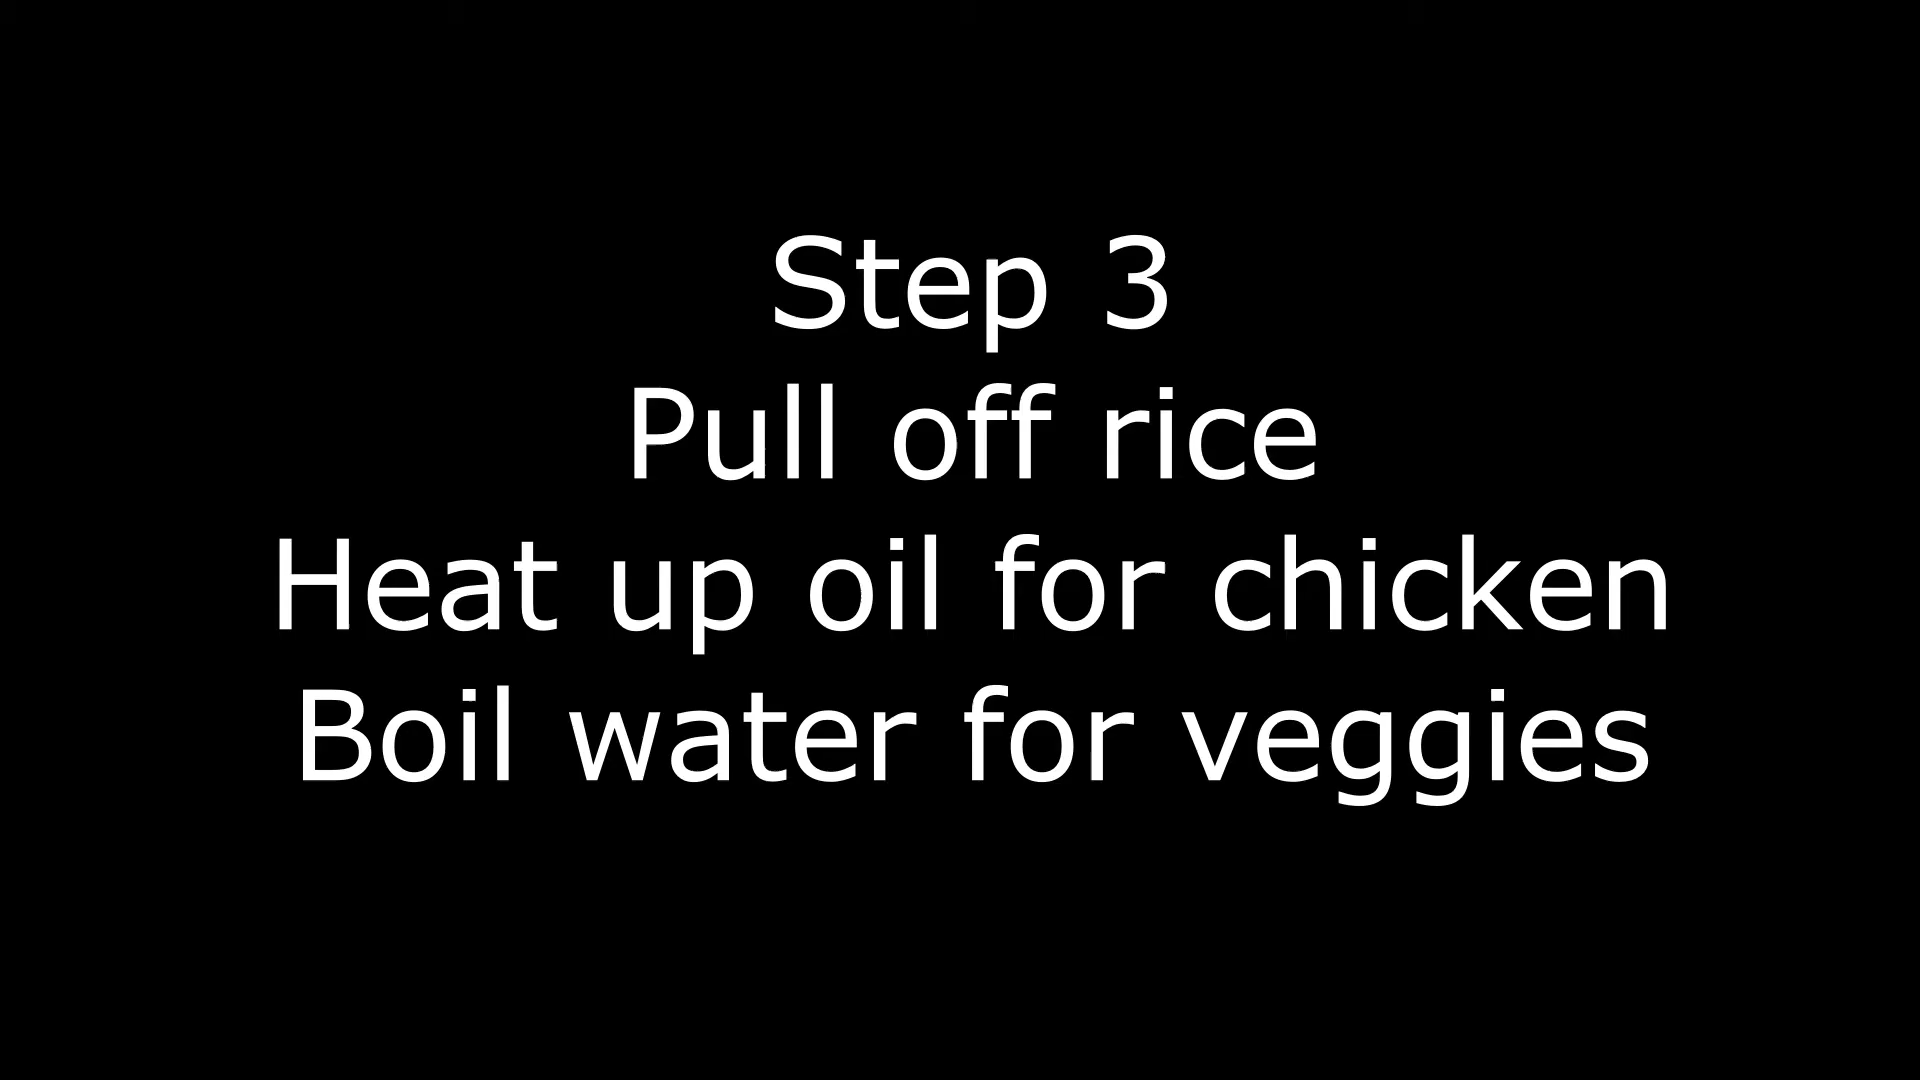 Step 3
Pull off rice
Heat up oil for chicken
Boil water for veggies